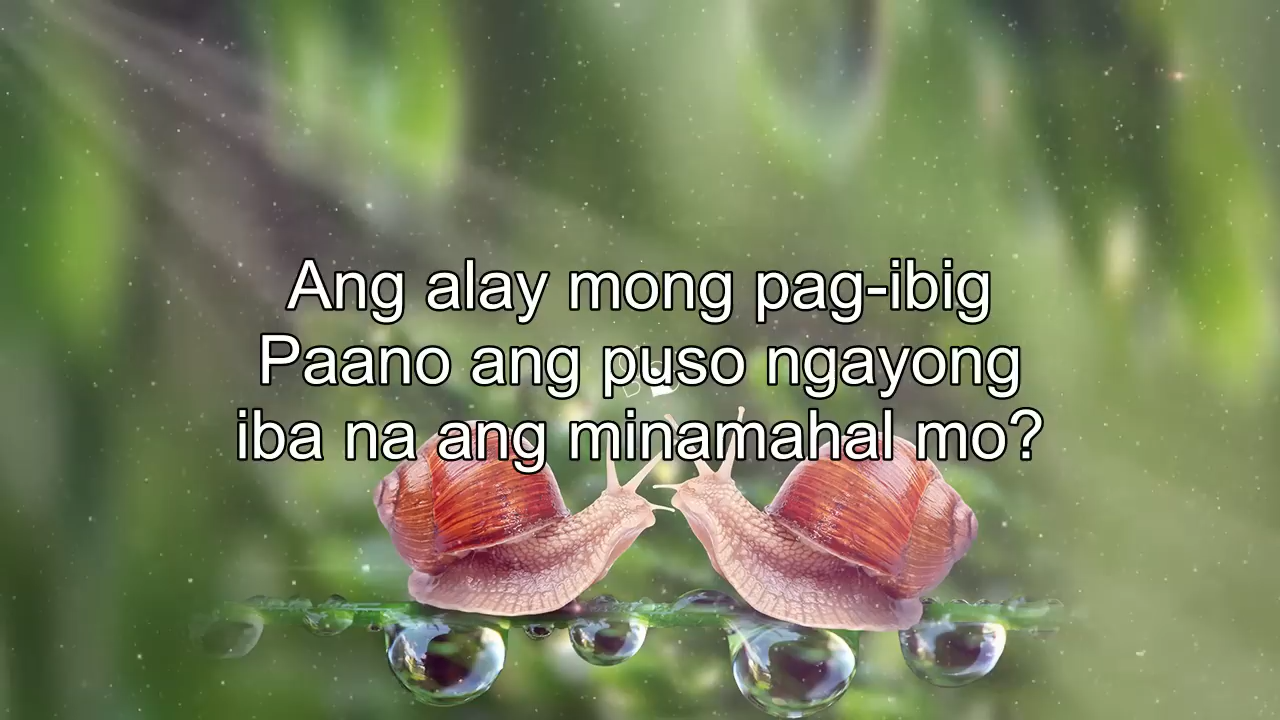 Ang alay mong pag-ibig
Paano ang puso ngayong
iba na ang minamahal mo?